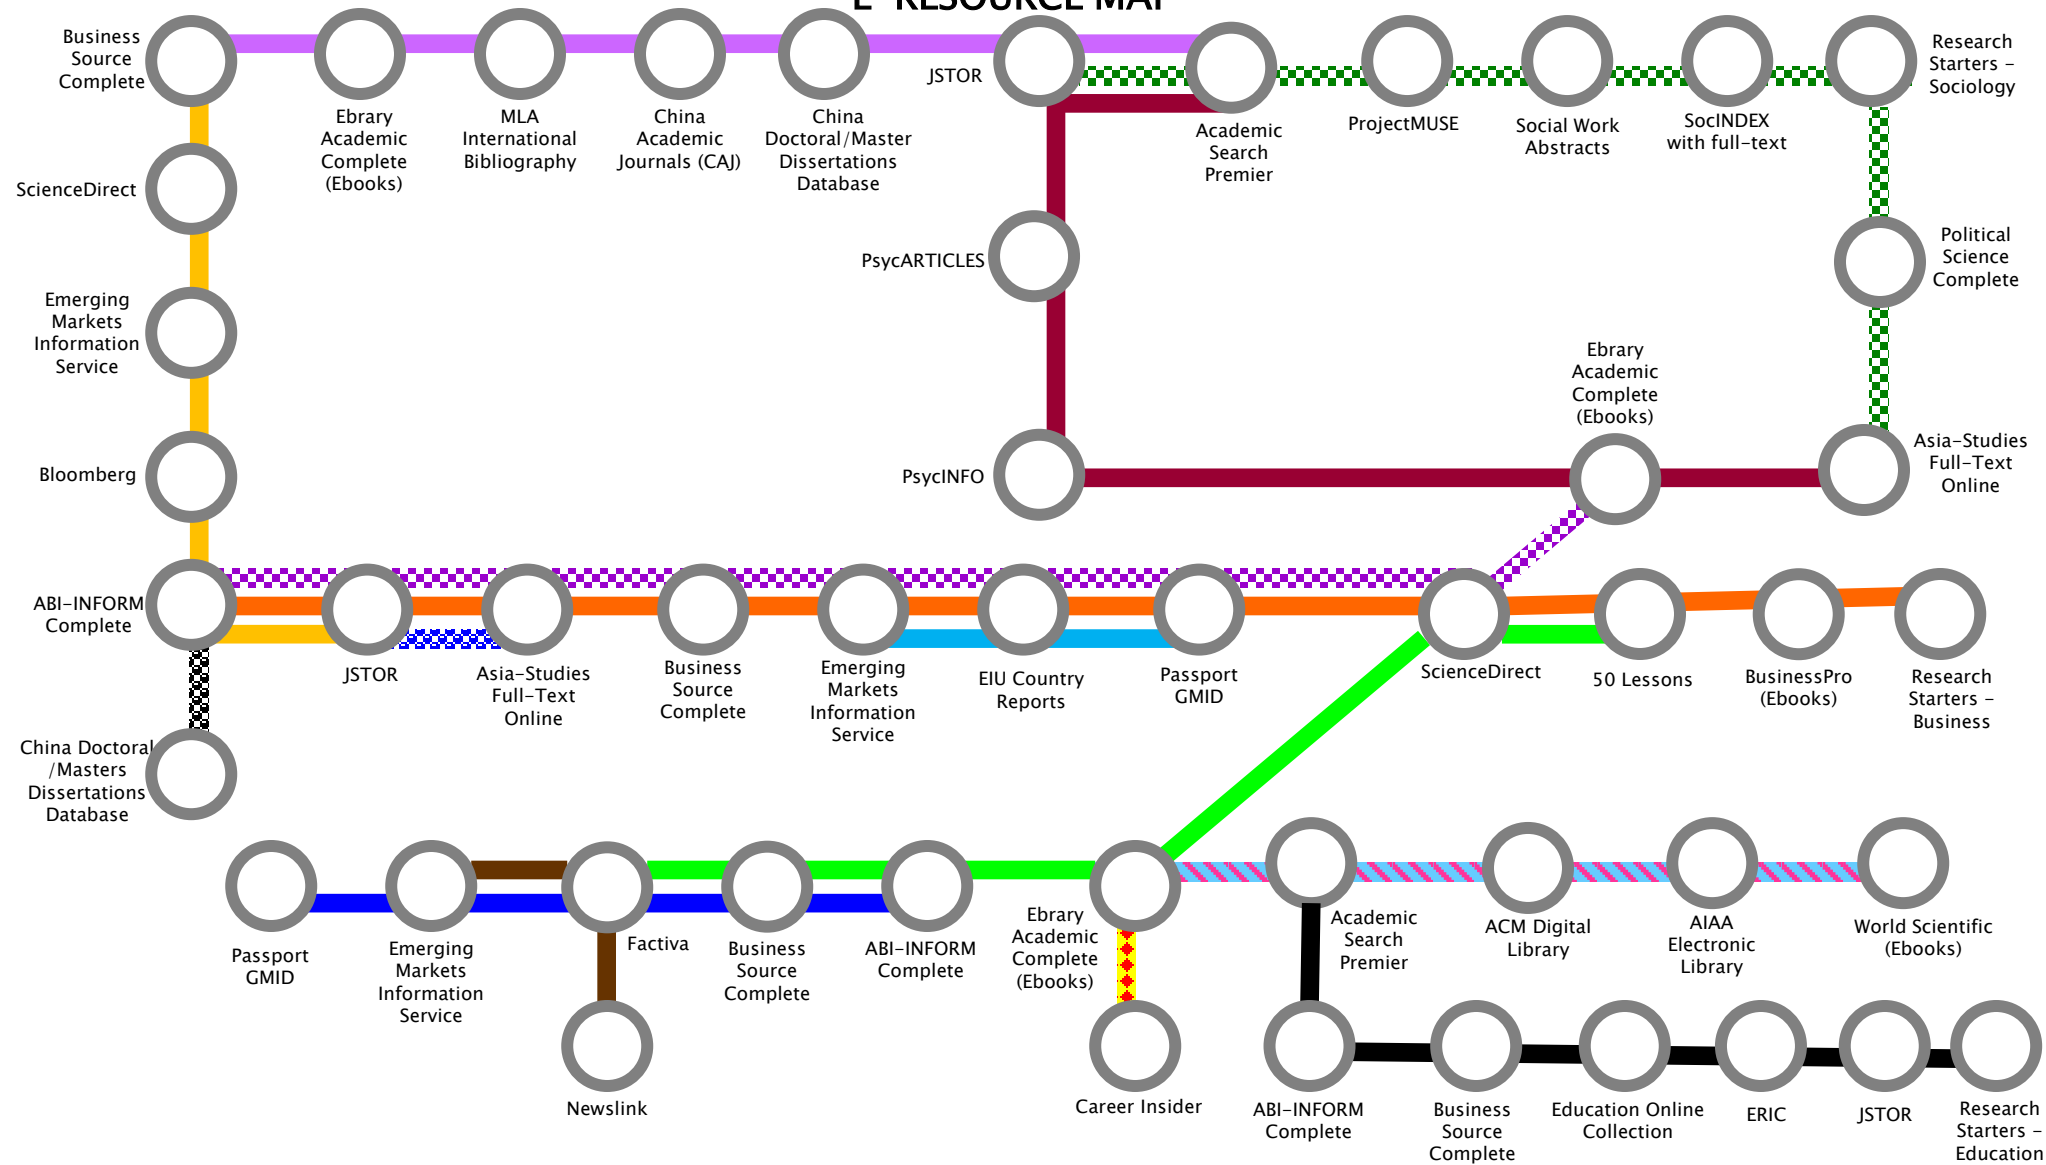 E-RESOURCE MAP
Business
Source
Complete
Ebrary
Academic
Complete
(Ebooks)
MLA
International
Bibliography
China
Academic
Journals (CAJ)
China
Doctoral/Master
Dissertations
Database
JSTOR
Academic
Search
Premier
ProjectMUSE
Social Work
Abstracts
SocINDEX
with full-text
Research
Starters –
Sociology
ScienceDirect
PsycARTICLES
Political
Science
Complete
Emerging
Markets
Information
Service
Ebrary
Academic
Complete
(Ebooks)
Bloomberg
PsycINFO
Asia-Studies
Full-Text
Online
ABI-INFORM
Complete
JSTOR
Asia-Studies
Full-Text
Online
Business
Source
Complete
Emerging
Markets
Information
Service
EIU Country
Reports
Passport
GMID
ScienceDirect
50 Lessons
BusinessPro
(Ebooks)
Research
Starters –
Business
China Doctoral
/Masters
Dissertations
Database
Passport
GMID
Emerging
Markets
Information
Service
Factiva
Business
Source
Complete
ABI-INFORM
Complete
Ebrary
Academic
Complete
(Ebooks)
Academic
Search
Premier
ACM Digital
Library
AIAA
Electronic
Library
World Scientific
(Ebooks)
Newslink
Career Insider
ABI-INFORM
Complete
Business
Source
Complete
Education Online
Collection
ERIC
JSTOR
Research
Starters –
Education